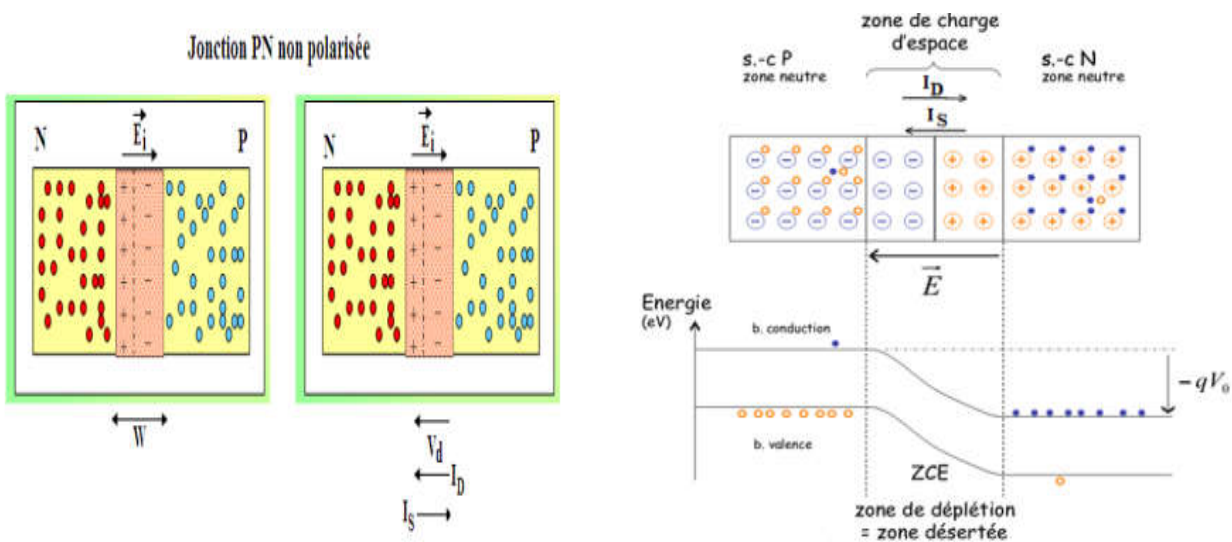 Jonction PN non polarisée
N
E⃗i
P
N
E⃗i
P
W
Vd
ID
IS
zone de charge
d'espace
s.-c P
zone neutre
s.-c N
zone neutre
ID
IS
E⃗
Energie
(eV)
b. conduction
– qV0
b. valence
ZCE
zone de déplétion
= zone désertée